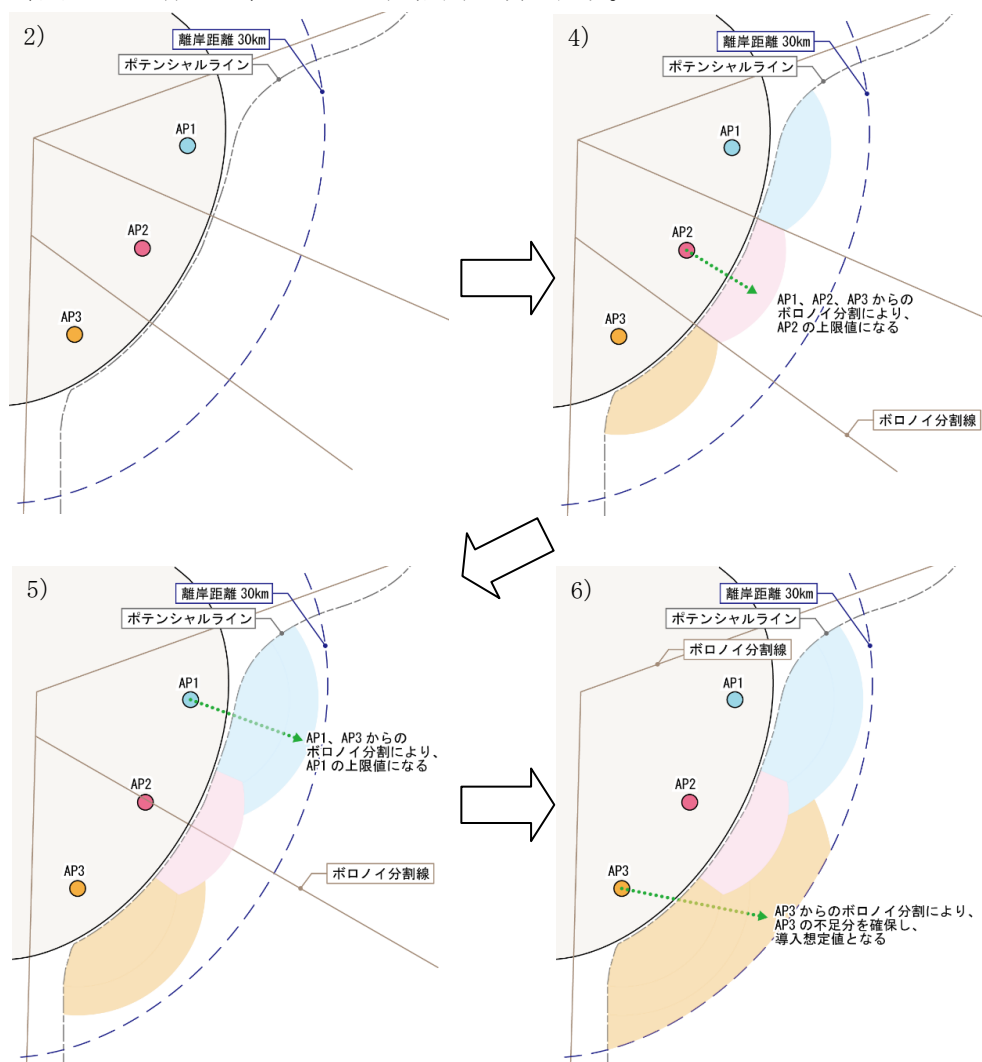 2)
離岸距離 30km
ポテンシャルライン
AP1
AP2
AP3
4)
離岸距離 30km
ポテンシャルライン
AP1
AP2
AP3
AP1、AP2、AP3 からの
ボロノイ分割により、
AP2 の上限値になる
ボロノイ分割線
5)
離岸距離 30km
ポテンシャルライン
AP1
AP1、AP3 からの
ボロノイ分割により、
AP1 の上限値になる
AP2
ボロノイ分割線
AP3
6)
離岸距離 30km
ポテンシャルライン
ボロノイ分割線
AP1
AP2
AP3
AP3 からのボロノイ分割により、
AP3 の不足分を確保し、
導入想定値となる